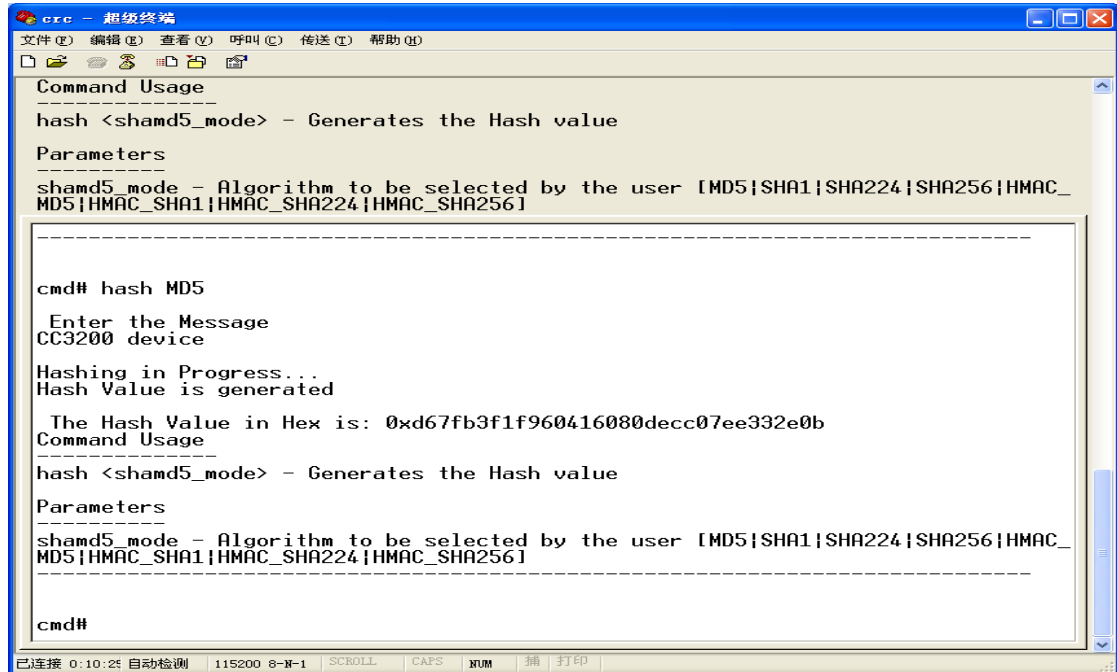 crc - 超级终端
文件(F) 编辑(E) 查看(V) 呼叫(C) 传送(T) 帮助(H)
Command Usage
---------------
hash <shamd5_mode> - Generates the Hash value
Parameters
----------
shamd5_mode - Algorithm to be selected by the user [MD5|SHA1|SHA224|SHA256|HMAC_
MD5|HMAC_SHA1|HMAC_SHA224|HMAC_SHA256]
--------------------------------------------------------------------------------
cmd# hash MD5
Enter the Message
CC3200 device
Hashing in Progress...
Hash Value is generated
The Hash Value in Hex is: 0xd67fb3f1f960416080decc07ee332e0b
Command Usage
---------------
hash <shamd5_mode> - Generates the Hash value
Parameters
----------
shamd5_mode - Algorithm to be selected by the user [MD5|SHA1|SHA224|SHA256|HMAC_
MD5|HMAC_SHA1|HMAC_SHA224|HMAC_SHA256]
--------------------------------------------------------------------------------
cmd#
已连接 0:10:25 自动检测 115200 8-N-1 SCROLL CAPS NUM 捕 打印